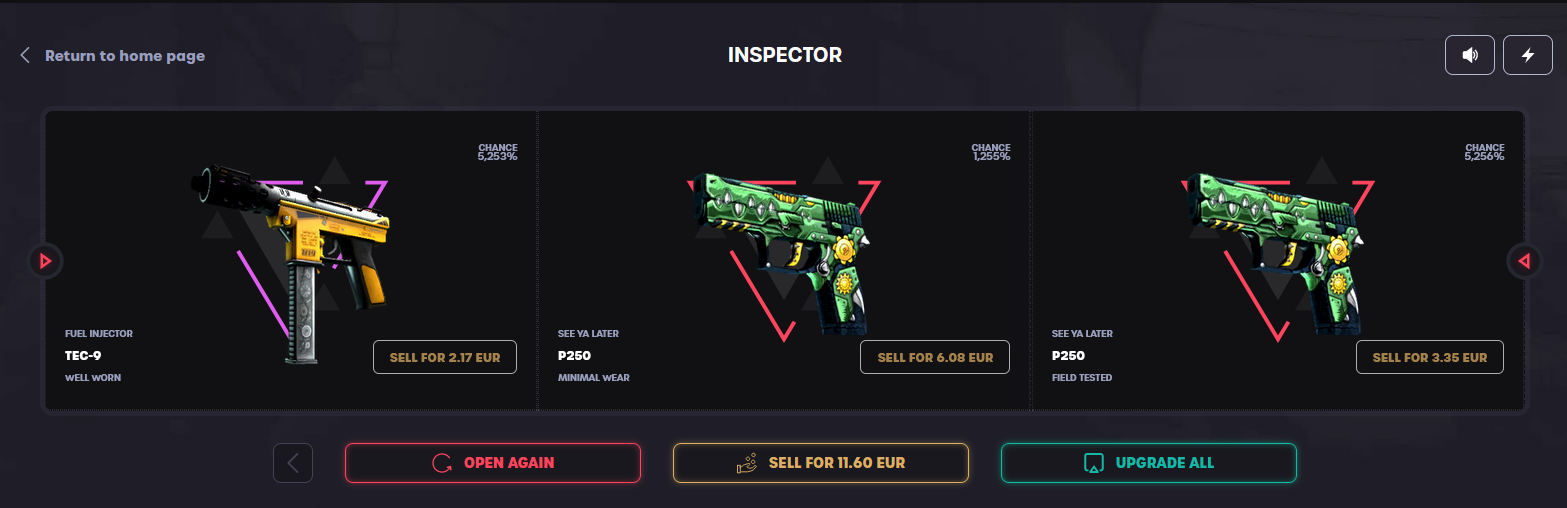 Return to home page
INSPECTOR
CHANCE
5,253%
FUEL INJECTOR
TEC-9
WELL WORN
SELL FOR 2.17 EUR
CHANCE
1,255%
SEE YA LATER
P250
MINIMAL WEAR
SELL FOR 6.08 EUR
CHANCE
5,256%
SEE YA LATER
P250
FIELD TESTED
SELL FOR 3.35 EUR
OPEN AGAIN
SELL FOR 11.60 EUR
UPGRADE ALL